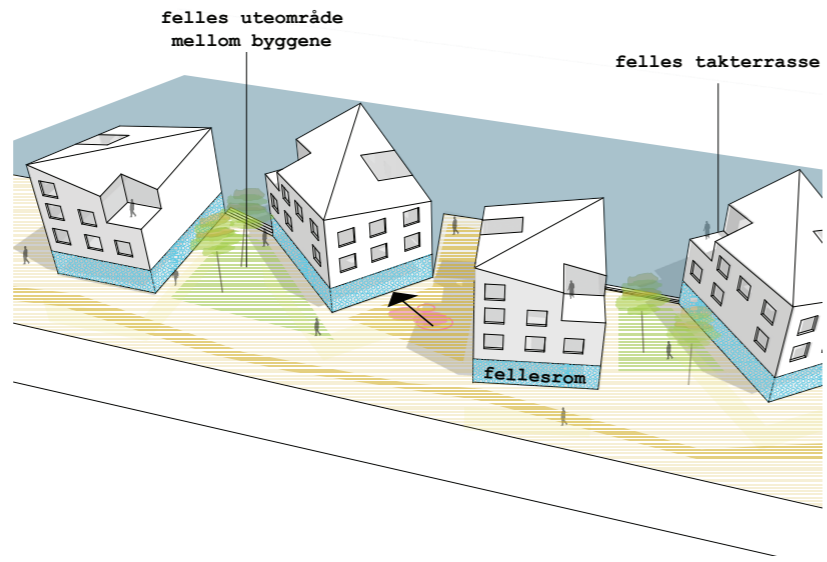 felles uteområde
mellom byggene
felles takterrasse
fellesrom